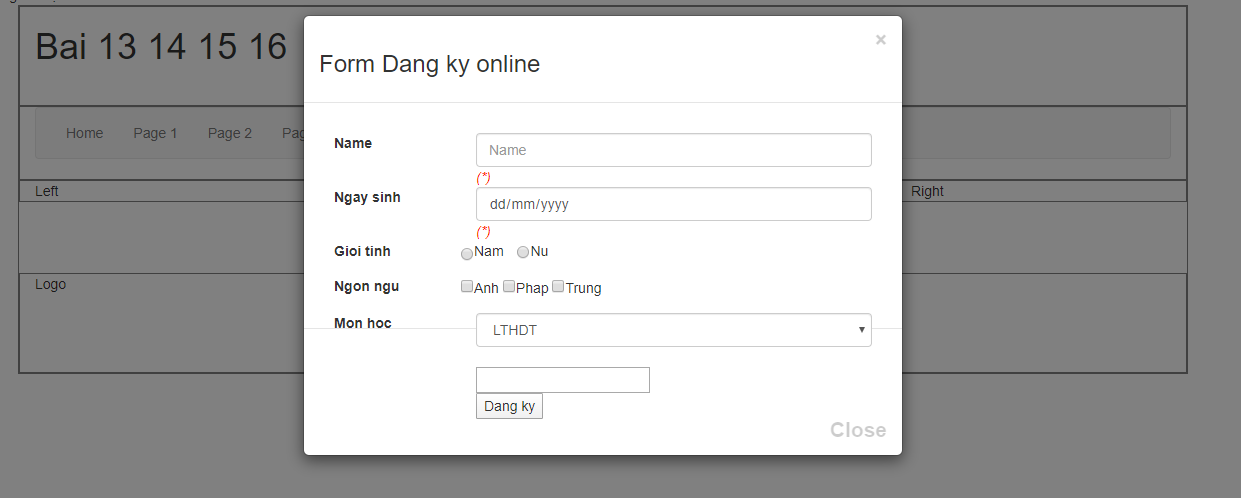 Bai 13 14 15 16
Home Page 1 Page 2 Pag
Left
Right
Logo
×
Form Dang ky online
Name
Name
(*)
Ngay sinh
dd/mm/yyyy
(*)
Gioi tinh
Nam Nu
Ngon ngu
Anh Phap Trung
Mon hoc
LTHDT
Dang ky
Close